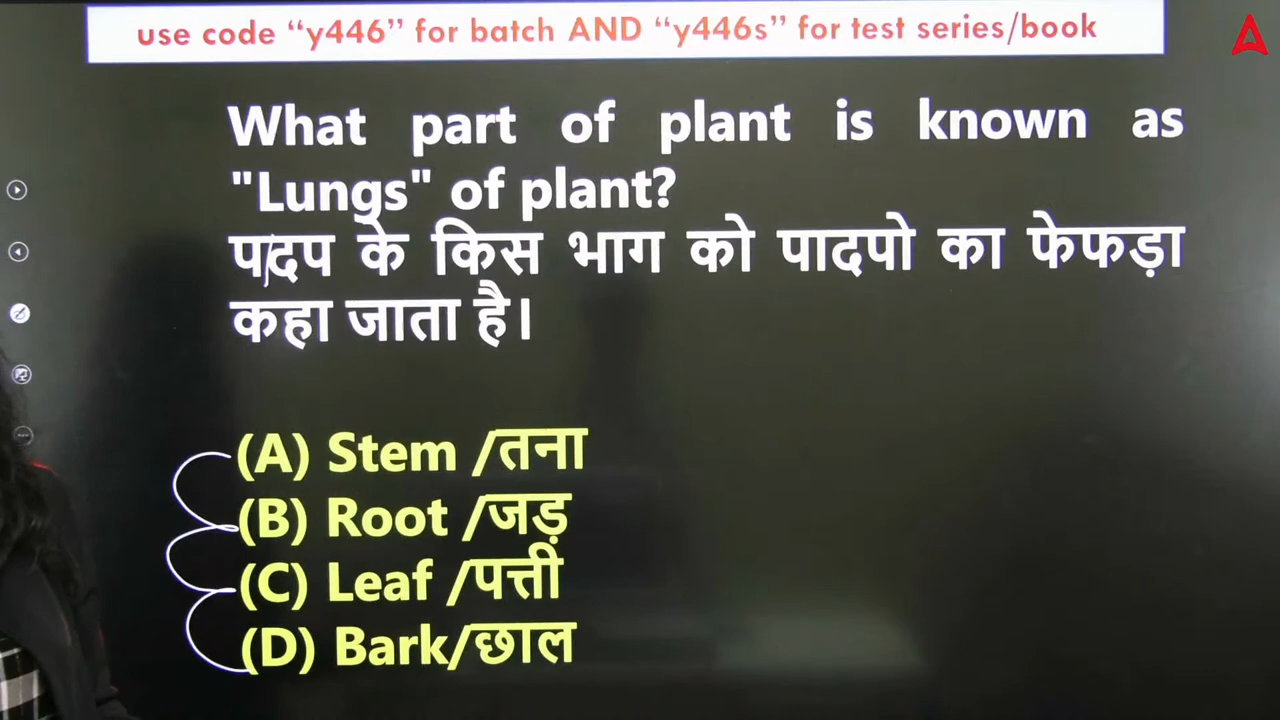 use code “y446” for batch AND “y446s” for test series/book
What part of plant is known as
"Lungs" of plant?
पादप के किस भाग को पादपो का फेफड़ा
कहा जाता है।
(A) Stem /तना
(B) Root /जड़
(C) Leaf /पत्ती
(D) Bark/छाल